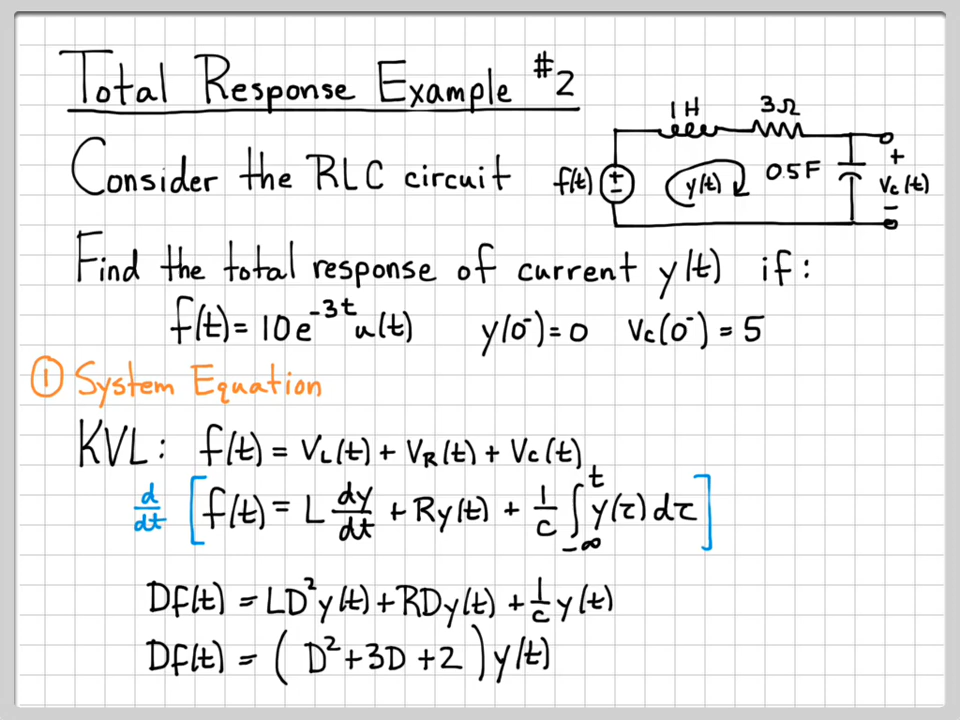 Total Response Example #2
Consider the RLC circuit
1H 3Ω
f(t) + − y(t) 0.5F + Vc(t) −
Find the total response of current y(t) if:
f(t) = 10e^{-3t}u(t) y(0⁻) = 0 Vc(0⁻) = 5
① System Equation
KVL: f(t) = V_L(t) + V_R(t) + Vc(t)
d/dt [f(t) = L dy/dt + Ry(t) + 1/c ∫_{-∞}^{t} y(τ)dτ]
Df(t) = LD²y(t) + RDy(t) + 1/c y(t)
Df(t) = (D² + 3D + 2)y(t)